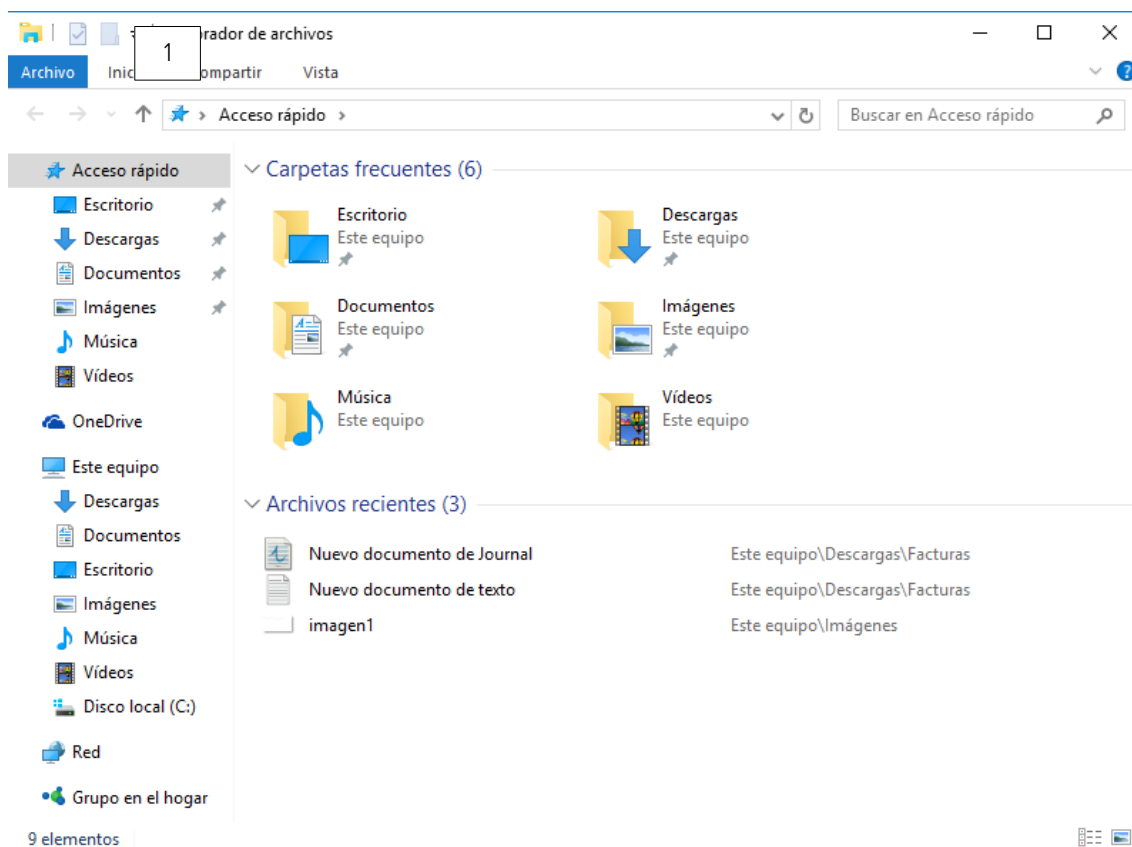 1
rador de archivos
Archivo Inic ompartir Vista
Acceso rápido
Buscar en Acceso rápido
Acceso rápido
Escritorio
Descargas
Documentos
Imágenes
Música
Vídeos
OneDrive
Este equipo
Descargas
Documentos
Escritorio
Imágenes
Música
Vídeos
Disco local (C:)
Red
Grupo en el hogar
Carpetas frecuentes (6)
Escritorio
Este equipo
Descargas
Este equipo
Documentos
Este equipo
Imágenes
Este equipo
Música
Este equipo
Vídeos
Este equipo
Archivos recientes (3)
Nuevo documento de Journal Este equipo\Descargas\Facturas
Nuevo documento de texto Este equipo\Descargas\Facturas
imagen1 Este equipo\Imágenes
9 elementos